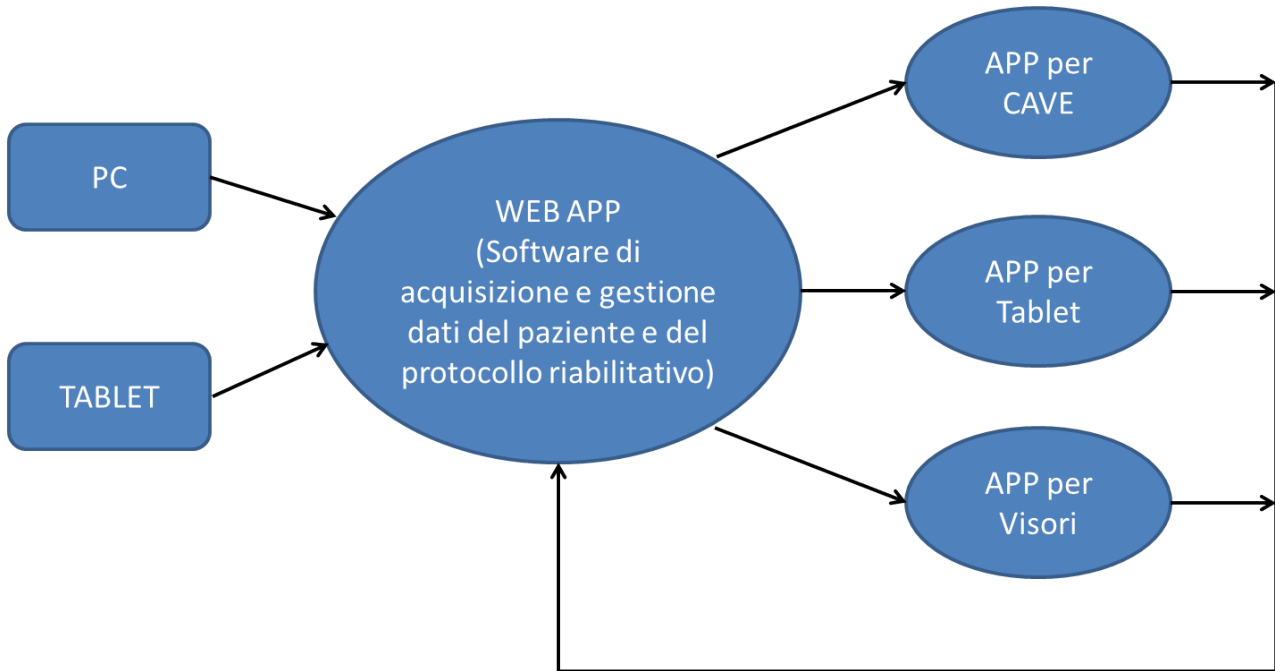 PC
TABLET
WEB APP
(Software di
acquisizione e gestione
dati del paziente e del
protocollo riabilitativo)
APP per
CAVE
APP per
Tablet
APP per
Visori